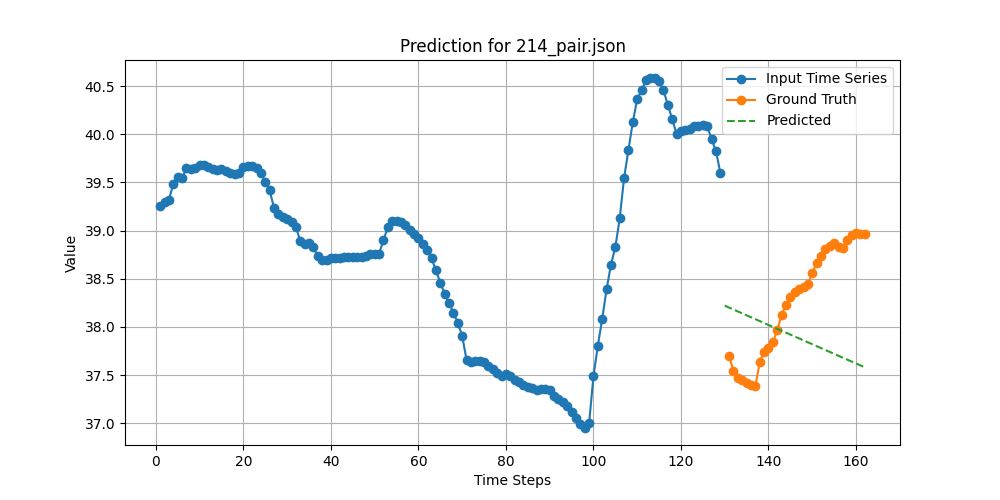 Prediction for 214_pair.json
Input Time Series
Ground Truth
Predicted
Value
40.5
40.0
39.5
39.0
38.5
38.0
37.5
37.0
0 20 40 60 80 100 120 140 160
Time Steps